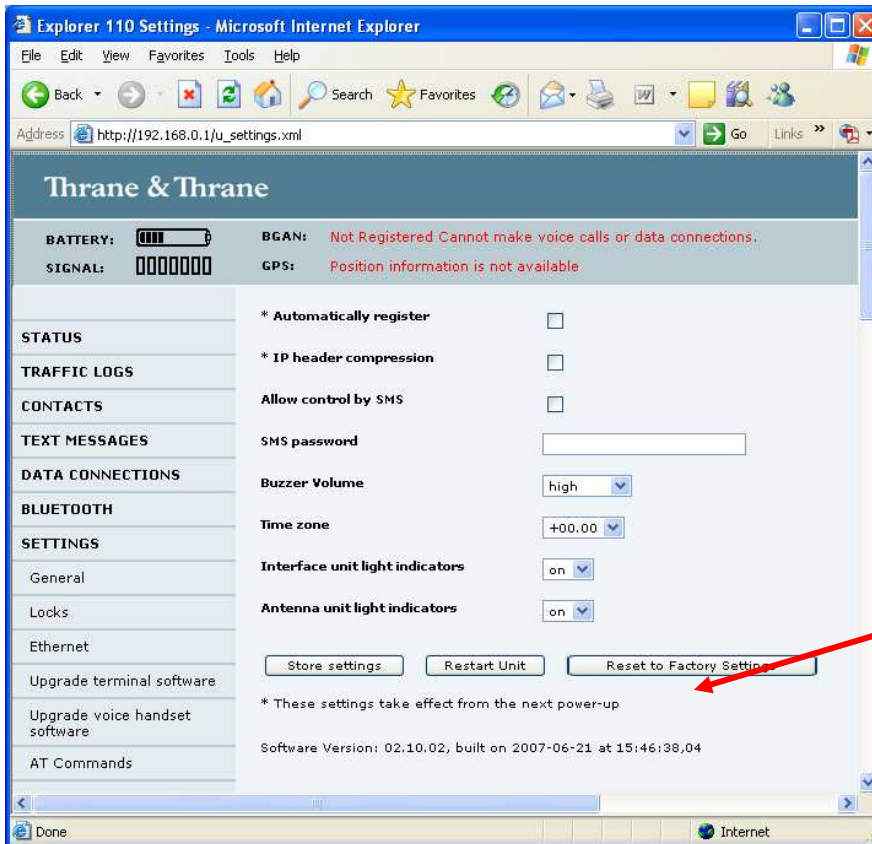 Explorer 110 Settings - Microsoft Internet Explorer
File Edit View Favorites Tools Help
Back Search Favorites
Address http://192.168.0.1/u_settings.xml Go Links »
Thrane & Thrane
BATTERY: BGAN: Not Registered Cannot make voice calls or data connections.
SIGNAL: GPS: Position information is not available
* Automatically register
STATUS
* IP header compression
TRAFFIC LOGS
CONTACTS Allow control by SMS
TEXT MESSAGES SMS password
DATA CONNECTIONS
Buzzer Volume high
BLUETOOTH
Time zone +00.00
SETTINGS
Interface unit light indicators on
General
Locks Antenna unit light indicators on
Ethernet
Store settings Restart Unit Reset to Factory Settings
Upgrade terminal software
* These settings take effect from the next power-up
Upgrade voice handset
software
Software Version: 02.10.02, built on 2007-06-21 at 15:46:38,04
AT Commands
Done Internet